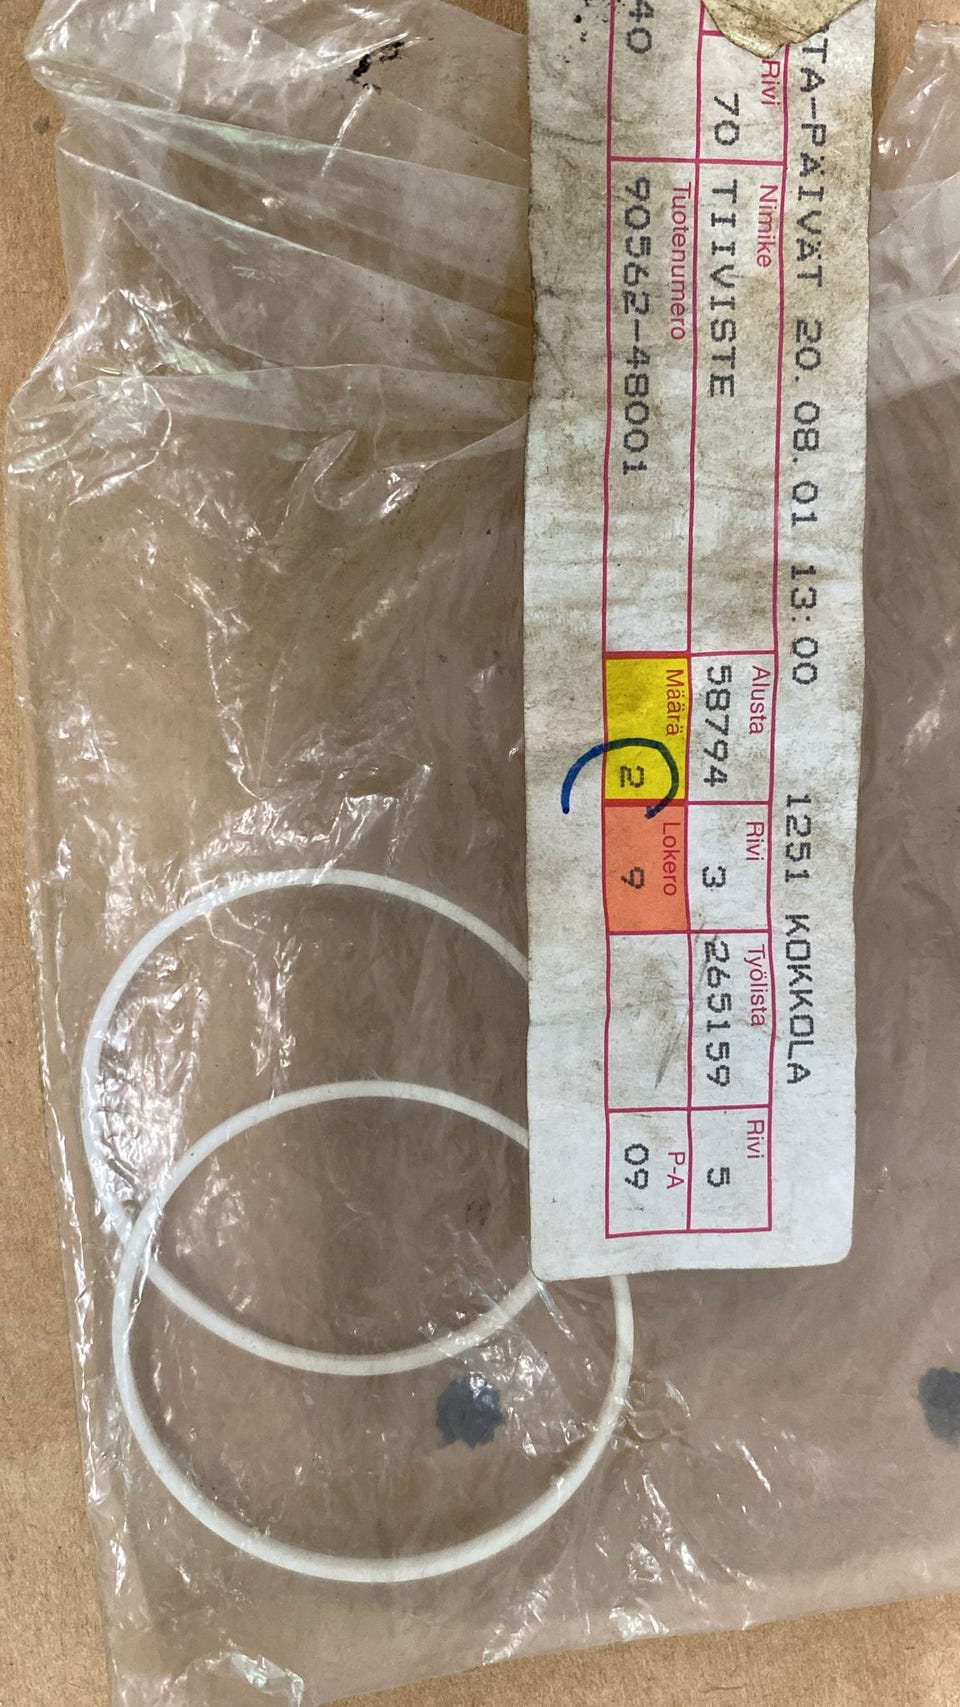 TA-PÄIVÄT 20. 08. 01 13:00 1251 KOKKOLA
Rivi Nimike Alusta Rivi Työlista Rivi
70 TIIVISTE 58794 3 265159 5
Tuotenumero Määrä Lokero P-A
40 90562-48001 2 9 09